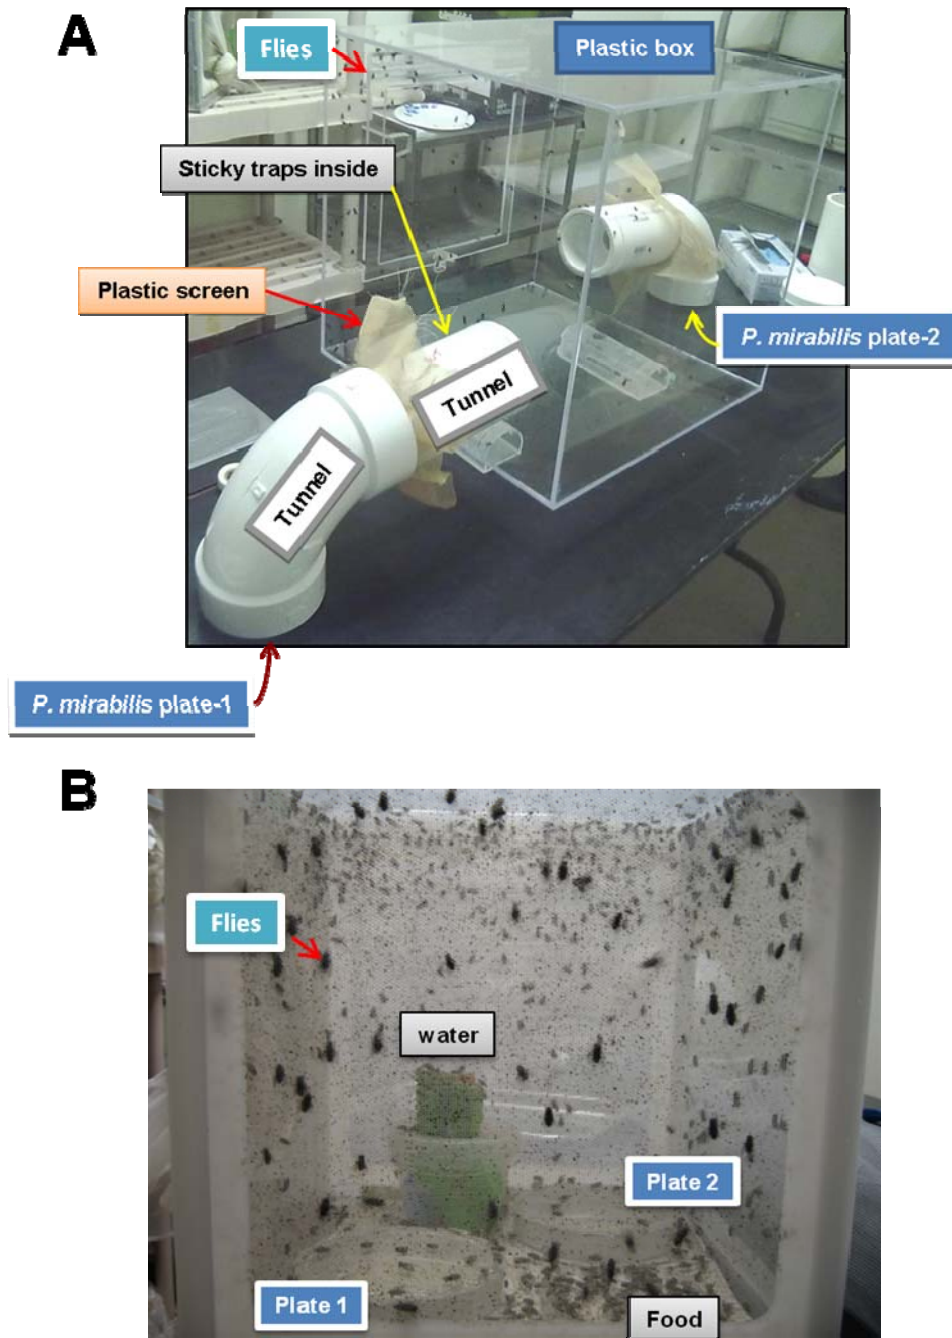 A
Flies
Plastic box
Sticky traps inside
Plastic screen
P. mirabilis plate-2
Tunnel
Tunnel
P. mirabilis plate-1
B
Flies
water
Plate 2
Plate 1
Food